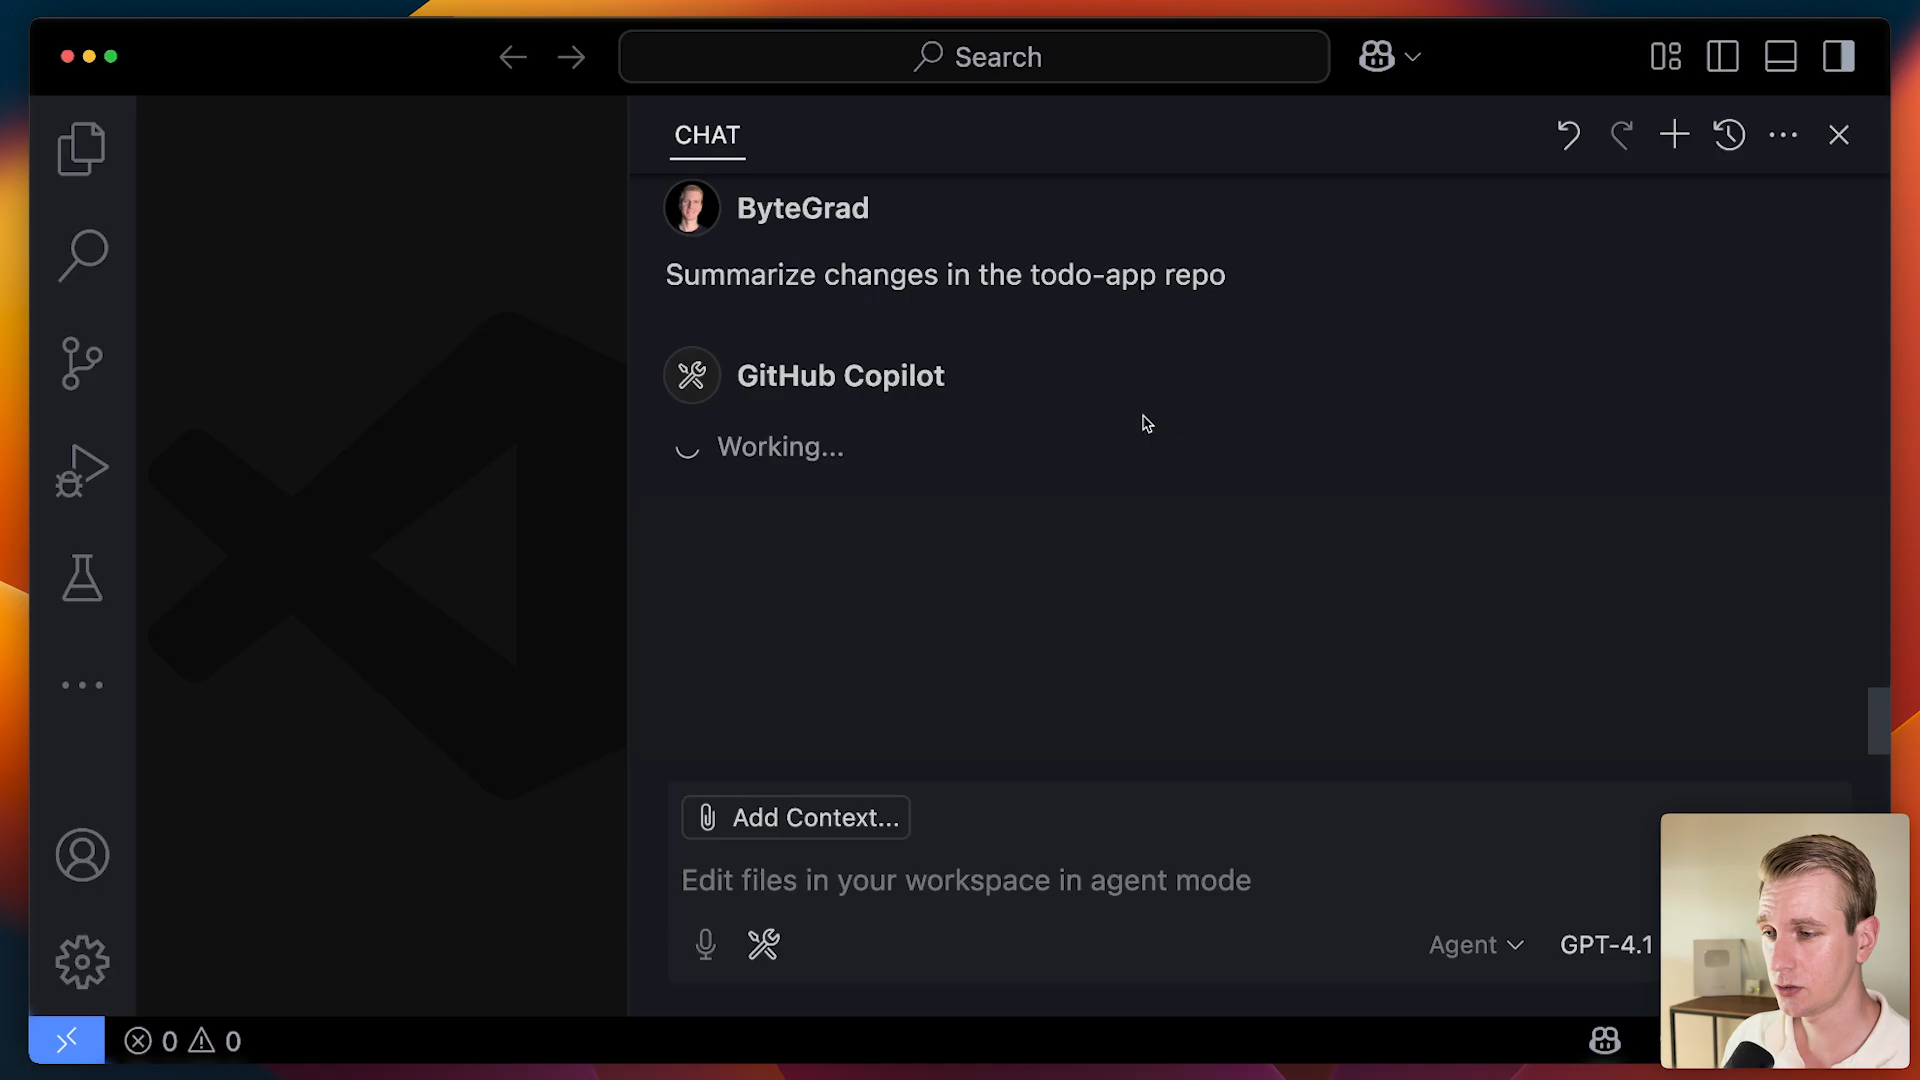 Search
CHAT
ByteGrad
Summarize changes in the todo-app repo
GitHub Copilot
Working...
Add Context...
Edit files in your workspace in agent mode
Agent
GPT-4.1
0
0